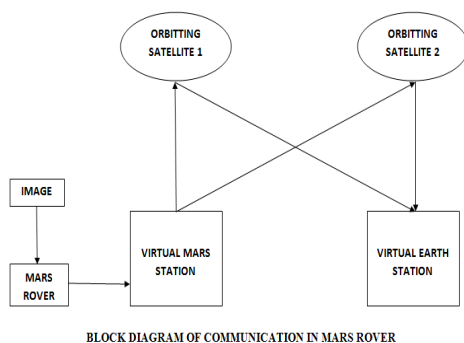 ORBITTING
SATELLITE 1
ORBITTING
SATELLITE 2
IMAGE
MARS
ROVER
VIRTUAL MARS
STATION
VIRTUAL EARTH
STATION
BLOCK DIAGRAM OF COMMUNICATION IN MARS ROVER